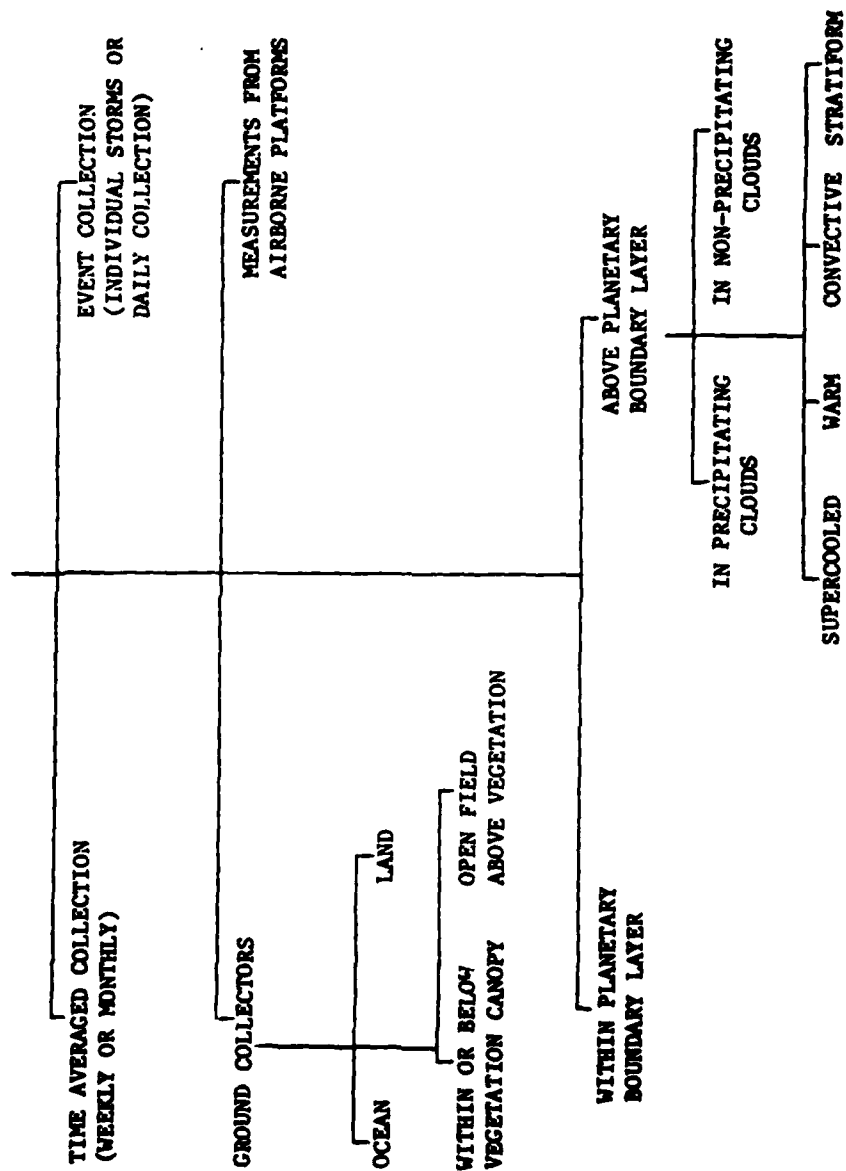 TIME AVERAGED COLLECTION
(WEEKLY OR MONTHLY)
EVENT COLLECTION
(INDIVIDUAL STORMS OR
DAILY COLLECTION)
GROUND COLLECTORS
MEASUREMENTS FROM
AIRBORNE PLATFORMS
OCEAN
LAND
WITHIN OR BELOW
VEGETATION CANOPY
OPEN FIELD
ABOVE VEGETATION
WITHIN PLANETARY
BOUNDARY LAYER
ABOVE PLANETARY
BOUNDARY LAYER
IN PRECIPITATING
CLOUDS
IN NON-PRECIPITATING
CLOUDS
SUPERCOOLED
WARM
CONVECTIVE
STRATIFORM